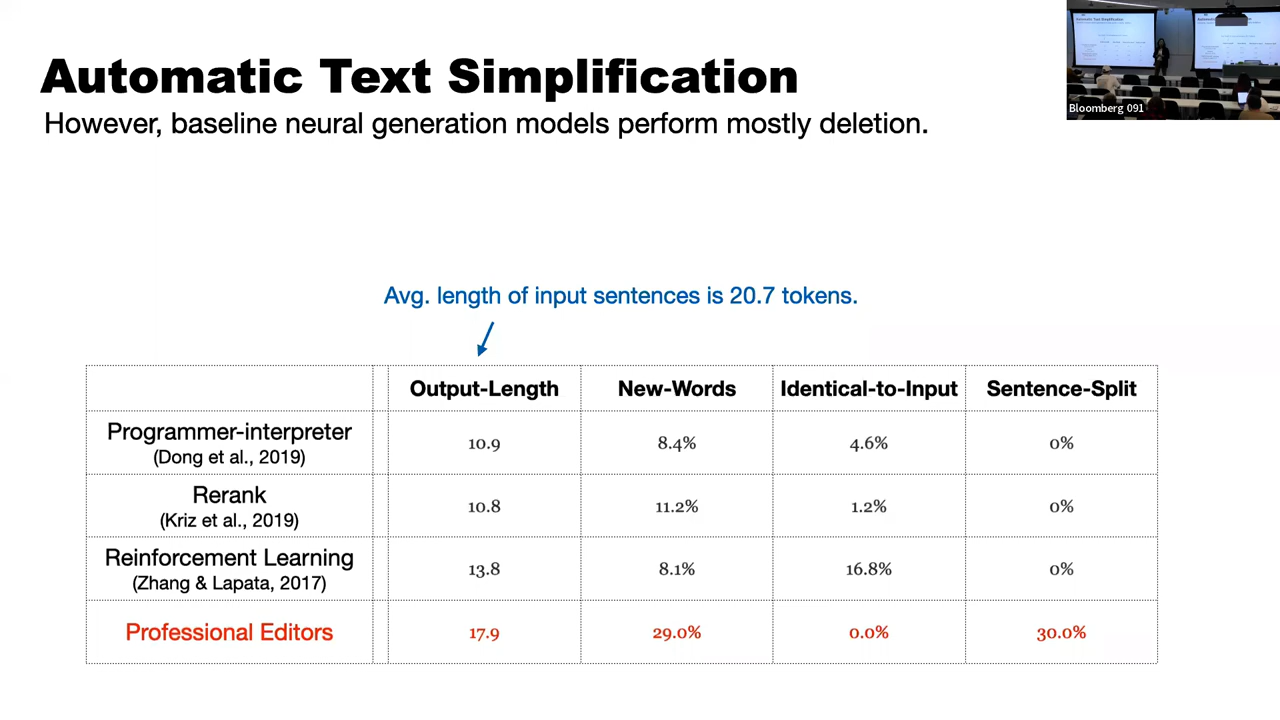 Automatic Text Simplification
However, baseline neural generation models perform mostly deletion.
Bloomberg 091
Avg. length of input sentences is 20.7 tokens.
Output-Length New-Words Identical-to-Input Sentence-Split
Programmer-interpreter
(Dong et al., 2019)
10.9 8.4% 4.6% 0%
Rerank
(Kriz et al., 2019)
10.8 11.2% 1.2% 0%
Reinforcement Learning
(Zhang & Lapata, 2017)
13.8 8.1% 16.8% 0%
Professional Editors 17.9 29.0% 0.0% 30.0%